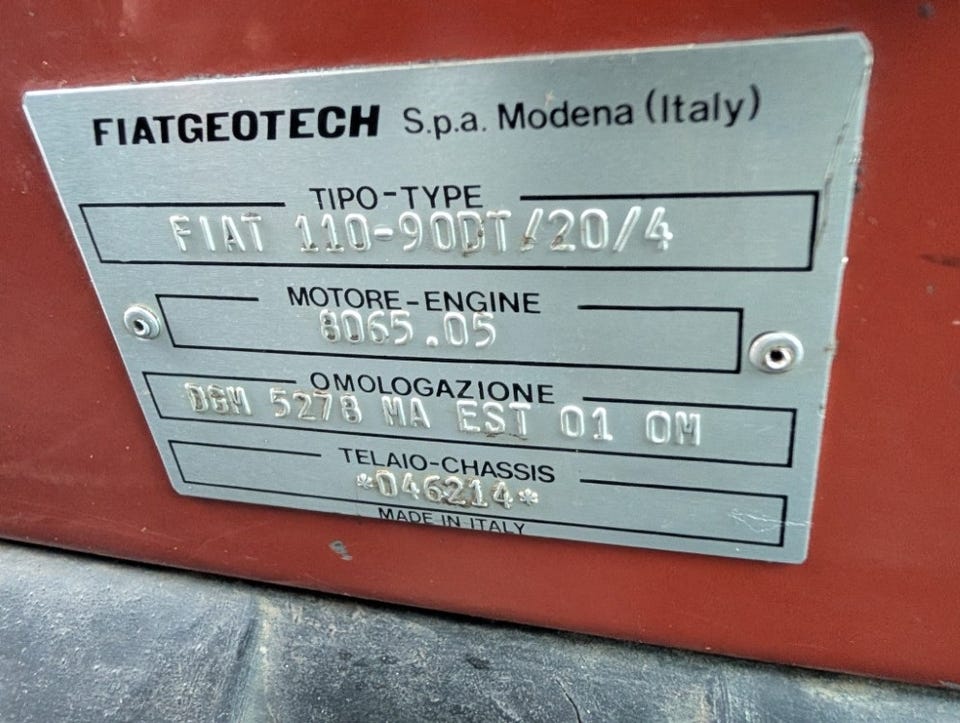 FIATGEOTECH S.p.a. Modena (Italy)
TIPO-TYPE
FIAT 110-90DT/20/4
MOTORE-ENGINE
8065.05
OMOLOGAZIONE
DGM 5278 MA EST 01 OM
TELAIO-CHASSIS
*046214*
MADE IN ITALY